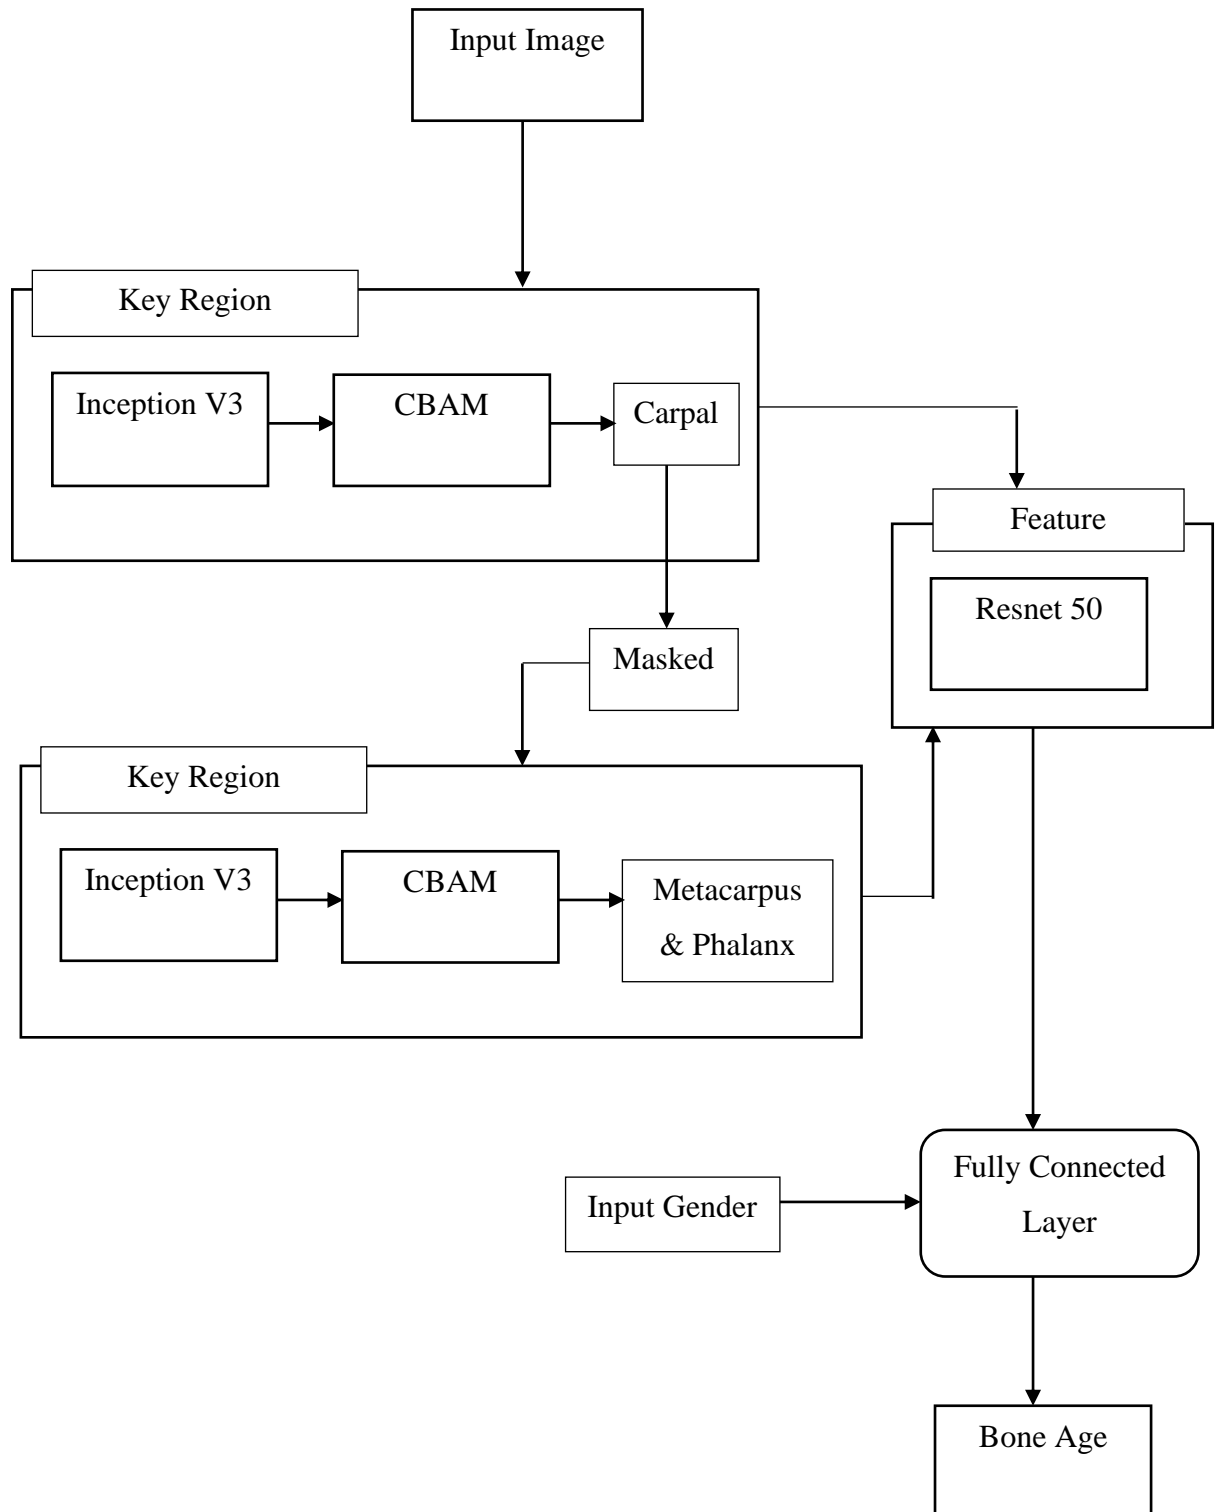 Input Image
Key Region
Inception V3
CBAM
Carpal
Feature
Resnet 50
Masked
Key Region
Inception V3
CBAM
Metacarpus
& Phalanx
Fully Connected
Layer
Input Gender
Bone Age